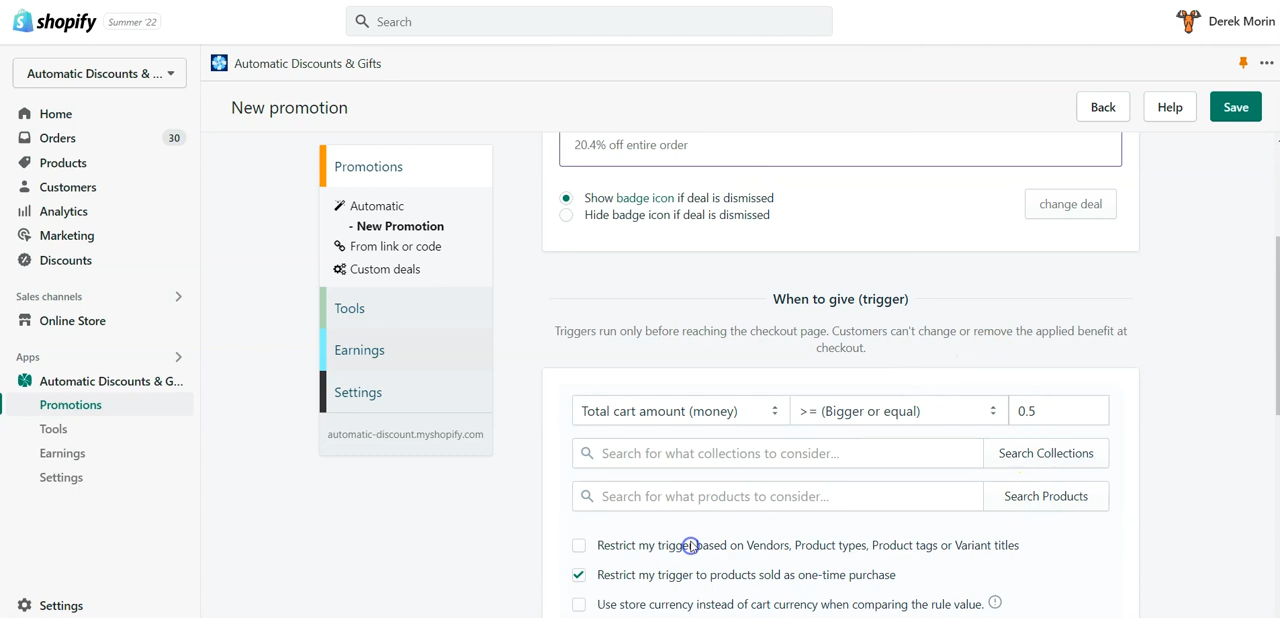 shopify Summer '22
Search
Derek Morin
Automatic Discounts & ...
Automatic Discounts & Gifts
Home
Orders 30
Products
Customers
Analytics
Marketing
Discounts
Sales channels
Online Store
Apps
Automatic Discounts & G...
Promotions
Tools
Earnings
Settings
Settings
New promotion
Back
Help
Save
Promotions
Automatic
- New Promotion
From link or code
Custom deals
Tools
Earnings
Settings
automatic-discount.myshopify.com
20.4% off entire order
Show badge icon if deal is dismissed
Hide badge icon if deal is dismissed
change deal
When to give (trigger)
Triggers run only before reaching the checkout page. Customers can't change or remove the applied benefit at
checkout.
Total cart amount (money) >= (Bigger or equal) 0.5
Search for what collections to consider... Search Collections
Search for what products to consider... Search Products
Restrict my trigger based on Vendors, Product types, Product tags or Variant titles
Restrict my trigger to products sold as one-time purchase
Use store currency instead of cart currency when comparing the rule value.